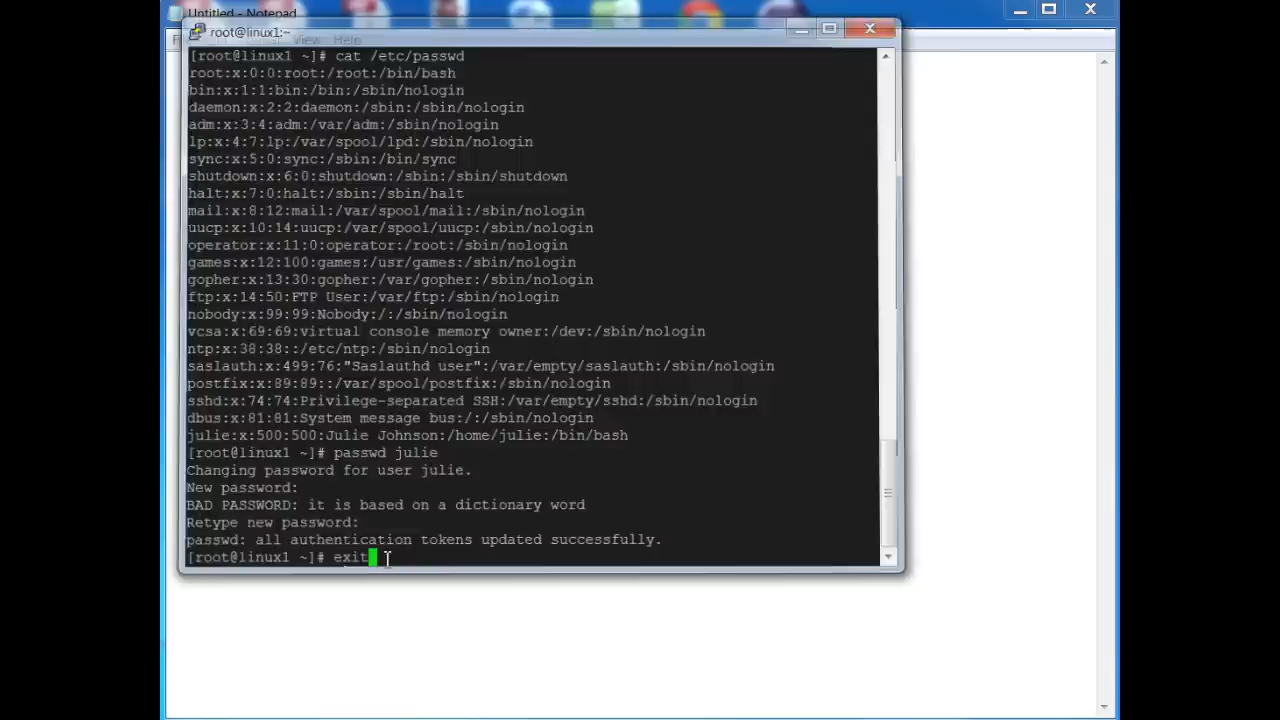 Untitled - Notepad
root@linux1:~
View Help
[root@linux1 ~]# cat /etc/passwd
root:x:0:0:root:/root:/bin/bash
bin:x:1:1:bin:/bin:/sbin/nologin
daemon:x:2:2:daemon:/sbin:/sbin/nologin
adm:x:3:4:adm:/var/adm:/sbin/nologin
lp:x:4:7:lp:/var/spool/lpd:/sbin/nologin
sync:x:5:0:sync:/sbin:/bin/sync
shutdown:x:6:0:shutdown:/sbin:/sbin/shutdown
halt:x:7:0:halt:/sbin:/sbin/halt
mail:x:8:12:mail:/var/spool/mail:/sbin/nologin
uucp:x:10:14:uucp:/var/spool/uucp:/sbin/nologin
operator:x:11:0:operator:/root:/sbin/nologin
games:x:12:100:games:/usr/games:/sbin/nologin
gopher:x:13:30:gopher:/var/gopher:/sbin/nologin
ftp:x:14:50:FTP User:/var/ftp:/sbin/nologin
nobody:x:99:99:Nobody:/:/sbin/nologin
vcsa:x:69:69:virtual console memory owner:/dev:/sbin/nologin
ntp:x:38:38::/etc/ntp:/sbin/nologin
saslauth:x:499:76:"Saslauthd user":/var/empty/saslauth:/sbin/nologin
postfix:x:89:89::/var/spool/postfix:/sbin/nologin
sshd:x:74:74:Privilege-separated SSH:/var/empty/sshd:/sbin/nologin
dbus:x:81:81:System message bus:/:/sbin/nologin
julie:x:500:500:Julie Johnson:/home/julie:/bin/bash
[root@linux1 ~]# passwd julie
Changing password for user julie.
New password:
BAD PASSWORD: it is based on a dictionary word
Retype new password:
passwd: all authentication tokens updated successfully.
[root@linux1 ~]# exit